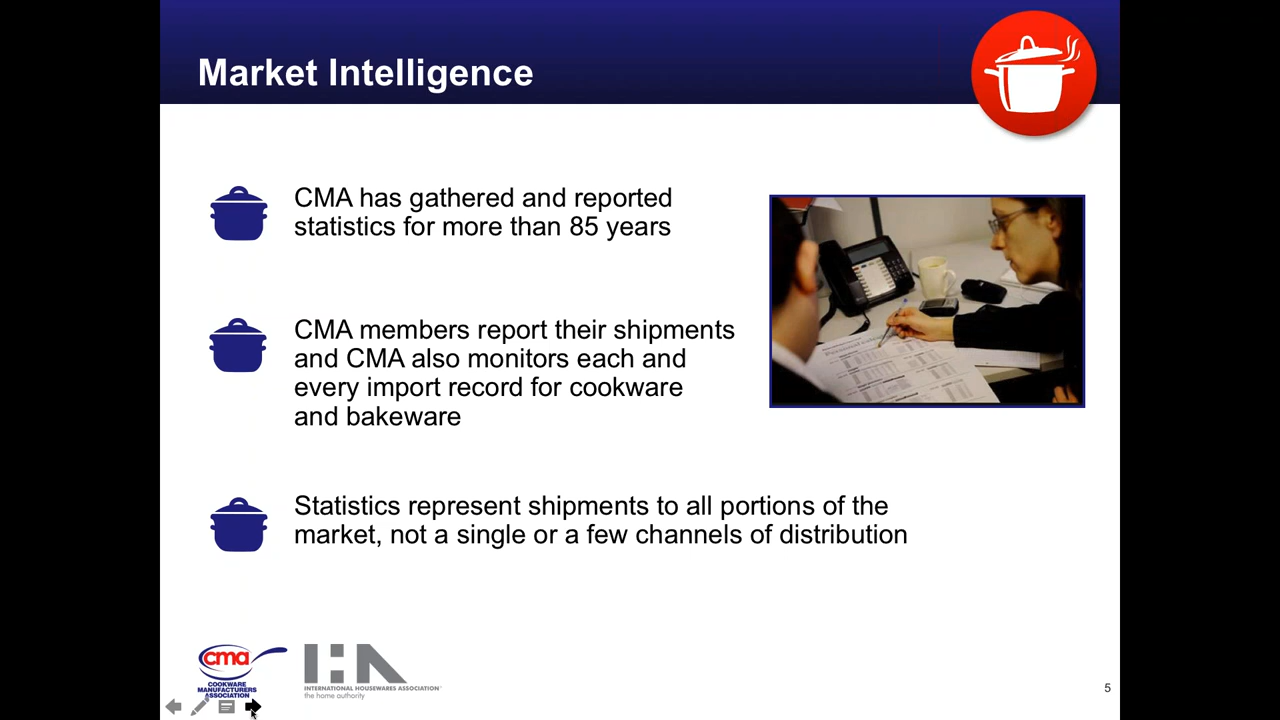 Market Intelligence
CMA has gathered and reported
statistics for more than 85 years
CMA members report their shipments
and CMA also monitors each and
every import record for cookware
and bakeware
Statistics represent shipments to all portions of the
market, not a single or a few channels of distribution
cma
COOKWARE
MANUFACTURERS
ASSOCIATION
IHA
INTERNATIONAL HOUSEWARES ASSOCIATION
the home authority
5